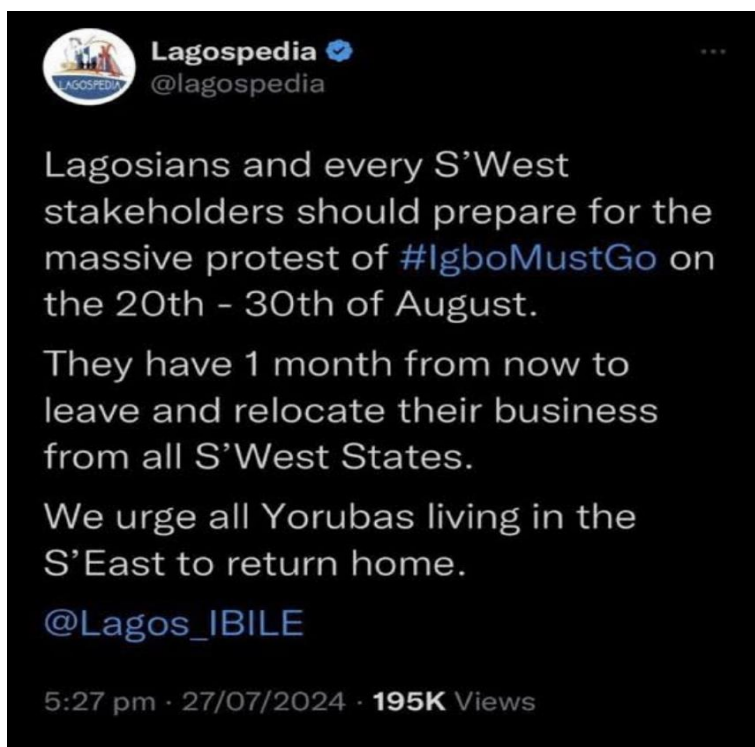 Lagospedia
LAGOSPEDIA
@lagospedia
Lagosians and every S’West
stakeholders should prepare for the
massive protest of #IgboMustGo on
the 20th - 30th of August.
They have 1 month from now to
leave and relocate their business
from all S’West States.
We urge all Yorubas living in the
S’East to return home.
@Lagos_IBILE
5:27 pm · 27/07/2024 · 195K Views